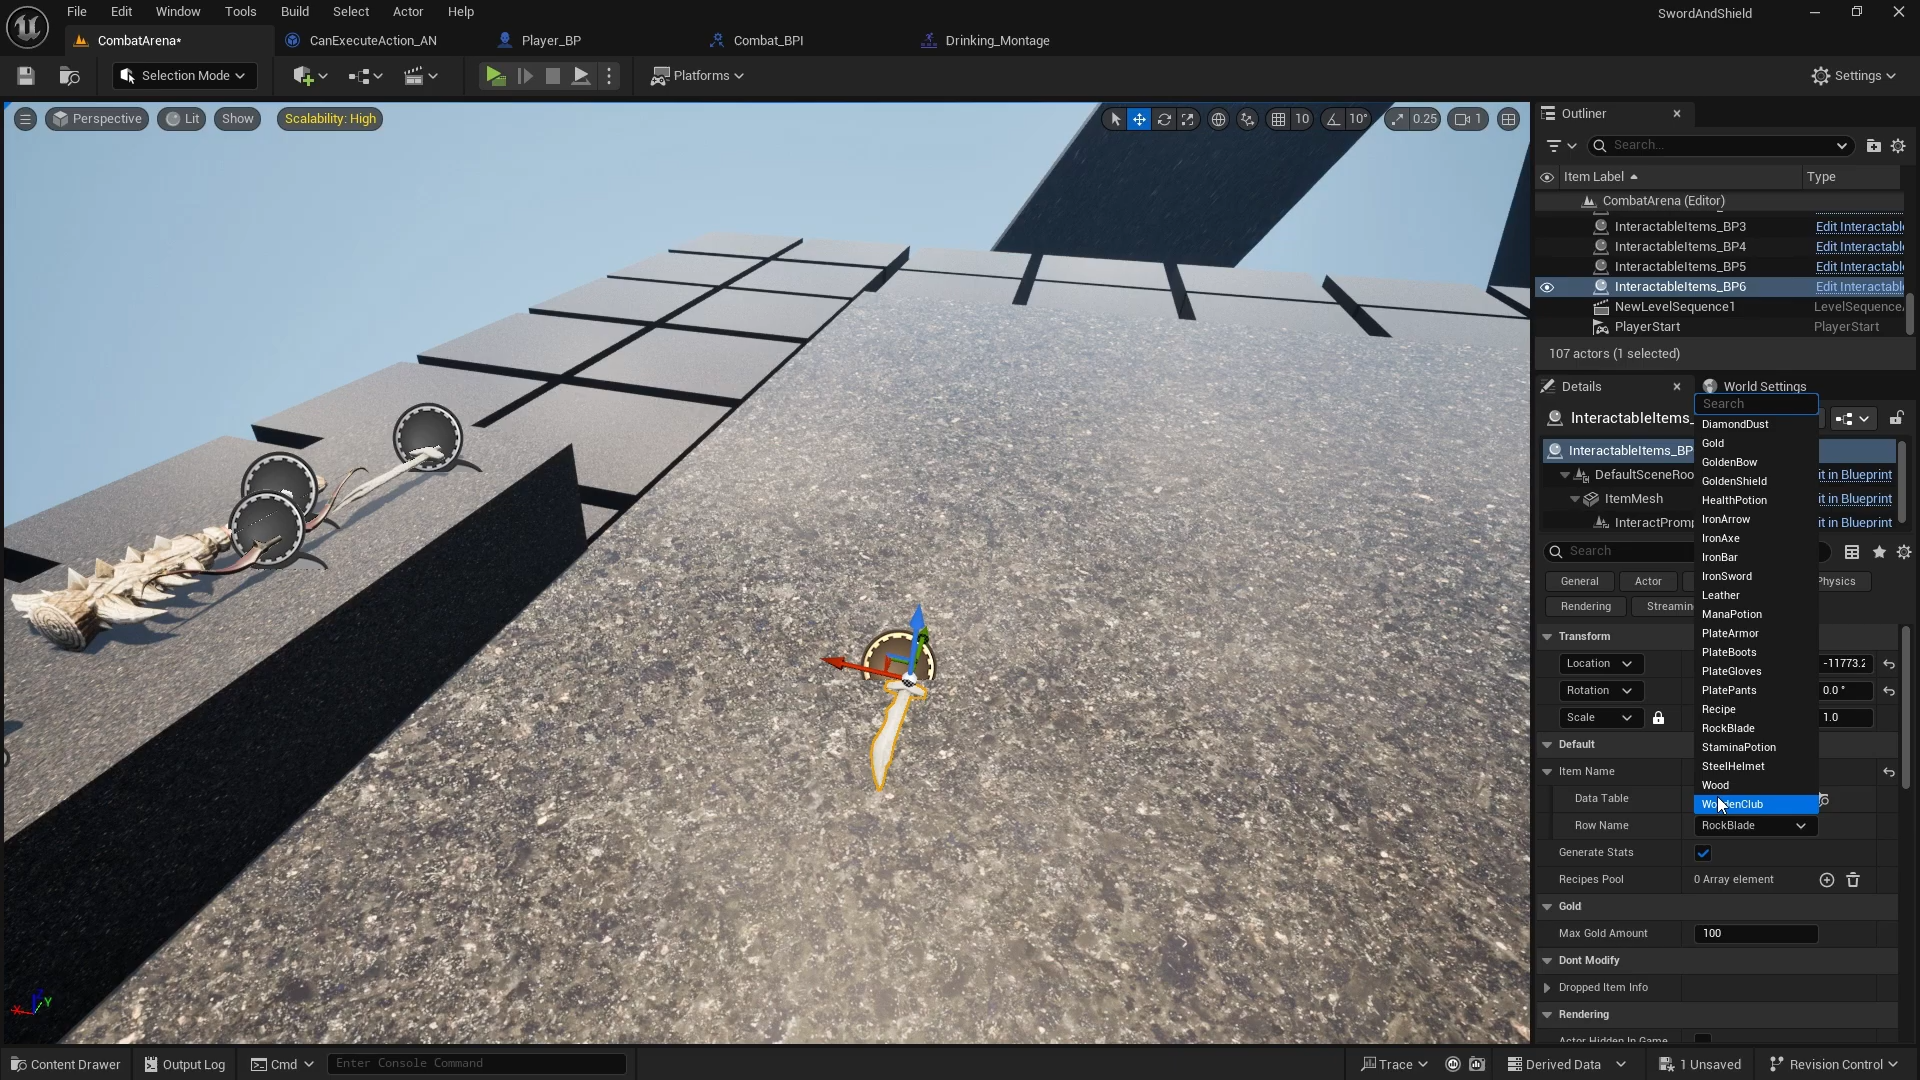 File Edit Window Tools Build Select Actor Help
SwordAndShield
CombatArena* CanExecuteAction_AN Player_BP Combat_BPI Drinking_Montage
Selection Mode
Platforms
Settings
Perspective Lit Show Scalability: High
10 10° 0.25 1
Outliner
Search...
Item Label Type
CombatArena (Editor)
InteractableItems_BP3 Edit Interactabl
InteractableItems_BP4 Edit Interactabl
InteractableItems_BP5 Edit Interactabl
InteractableItems_BP6 Edit Interactabl
NewLevelSequence1 LevelSequence
PlayerStart PlayerStart
107 actors (1 selected)
Details World Settings
Search
InteractableItems_
InteractableItems_BP
DefaultSceneRoo it in Blueprint
ItemMesh it in Blueprint
InteractPromp it in Blueprint
Search
General Actor Physics
Rendering Streamin
DiamondDust
Gold
GoldenBow
GoldenShield
HealthPotion
IronArrow
IronAxe
IronBar
IronSword
Leather
ManaPotion
PlateArmor
PlateBoots
PlateGloves
PlatePants
Recipe
RockBlade
StaminaPotion
SteelHelmet
Wood
WoodenClub
Transform
Location -11773.2
Rotation 0.0 °
Scale 1.0
Default
Item Name
Data Table
Row Name RockBlade
Generate Stats
Recipes Pool 0 Array element
Gold
Max Gold Amount 100
Dont Modify
Dropped Item Info
Rendering
Actor Hidden In Game
X Y
Content Drawer Output Log Cmd Enter Console Command
Trace Derived Data 1 Unsaved Revision Control